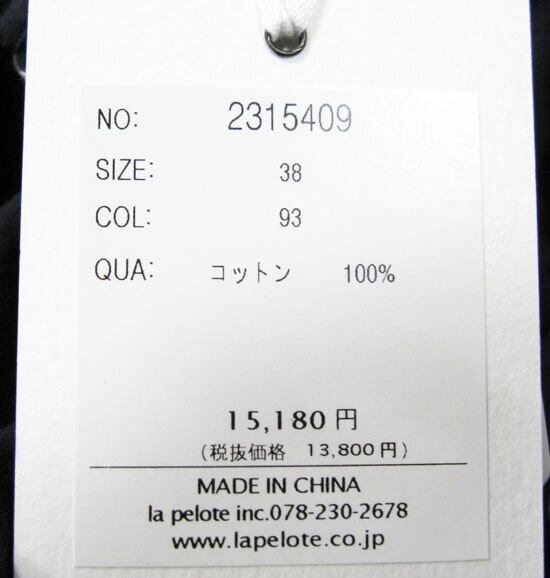 NO: 2315409
SIZE: 38
COL: 93
QUA: コットン 100%
15,180円
(税抜価格 13,800円)
MADE IN CHINA
la pelote inc.078-230-2678
www.lapelote.co.jp